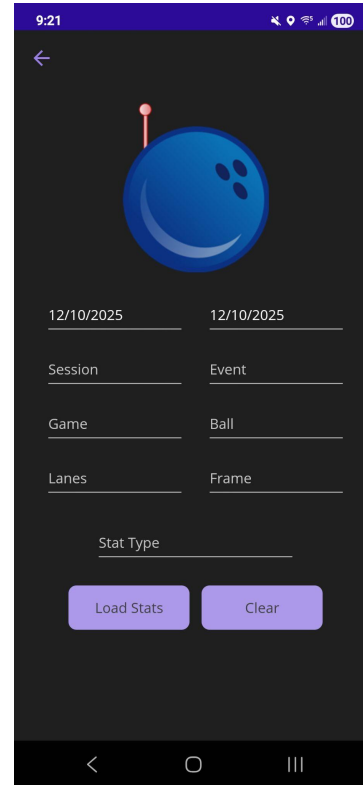 9:21 100
12/10/2025 12/10/2025
Session Event
Game Ball
Lanes Frame
Stat Type
Load Stats Clear